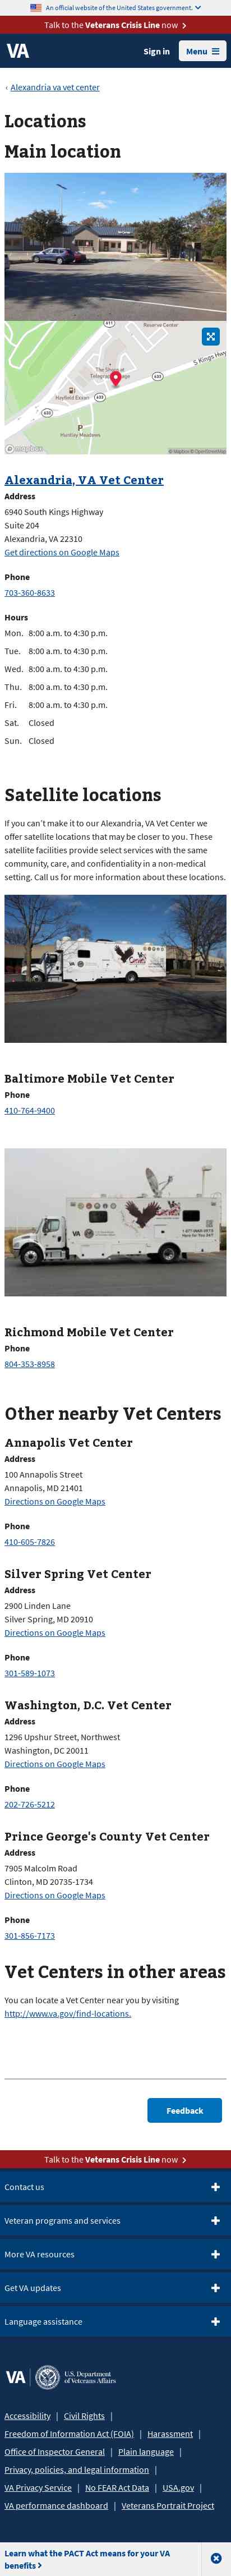 An official website of the United States government.
Talk to the Veterans Crisis Line now
VA
Sign in
Menu
Alexandria va vet center
Locations
Main location
Reserve Center
611
S Kings Hwy
633
The Shops at
Telegraph
Hayfield Exxon
633
633
Huntley Meadows
mapbox
© Mapbox © OpenStreetMap
Alexandria, VA Vet Center
Address
6940 South Kings Highway
Suite 204
Alexandria, VA 22310
Get directions on Google Maps
Phone
703-360-8633
Hours
Mon. 8:00 a.m. to 4:30 p.m.
Tue. 8:00 a.m. to 4:30 p.m.
Wed. 8:00 a.m. to 4:30 p.m.
Thu. 8:00 a.m. to 4:30 p.m.
Fri. 8:00 a.m. to 4:30 p.m.
Sat. Closed
Sun. Closed
Satellite locations
If you can't make it to our Alexandria, VA Vet Center we
offer satellite locations that may be closer to you. These
satellite facilities provide select services with the same
community, care, and confidentiality in a non-medical
setting. Call us for more information about these locations.
Baltimore Mobile Vet Center
Phone
410-764-9400
Richmond Mobile Vet Center
Phone
804-353-8958
Other nearby Vet Centers
Annapolis Vet Center
Address
100 Annapolis Street
Annapolis, MD 21401
Directions on Google Maps
Phone
410-605-7826
Silver Spring Vet Center
Address
2900 Linden Lane
Silver Spring, MD 20910
Directions on Google Maps
Phone
301-589-1073
Washington, D.C. Vet Center
Address
1296 Upshur Street, Northwest
Washington, DC 20011
Directions on Google Maps
Phone
202-726-5212
Prince George's County Vet Center
Address
7905 Malcolm Road
Clinton, MD 20735-1734
Directions on Google Maps
Phone
301-856-7173
Vet Centers in other areas
You can locate a Vet Center near you by visiting
http://www.va.gov/find-locations.
Feedback
Talk to the Veterans Crisis Line now
Contact us
Veteran programs and services
More VA resources
Get VA updates
Language assistance
VA
U.S. Department
of Veterans Affairs
Accessibility | Civil Rights |
Freedom of Information Act (FOIA) | Harassment |
Office of Inspector General | Plain language |
Privacy, policies, and legal information |
VA Privacy Service | No FEAR Act Data | USA.gov |
VA performance dashboard | Veterans Portrait Project
Learn what the PACT Act means for your VA
benefits